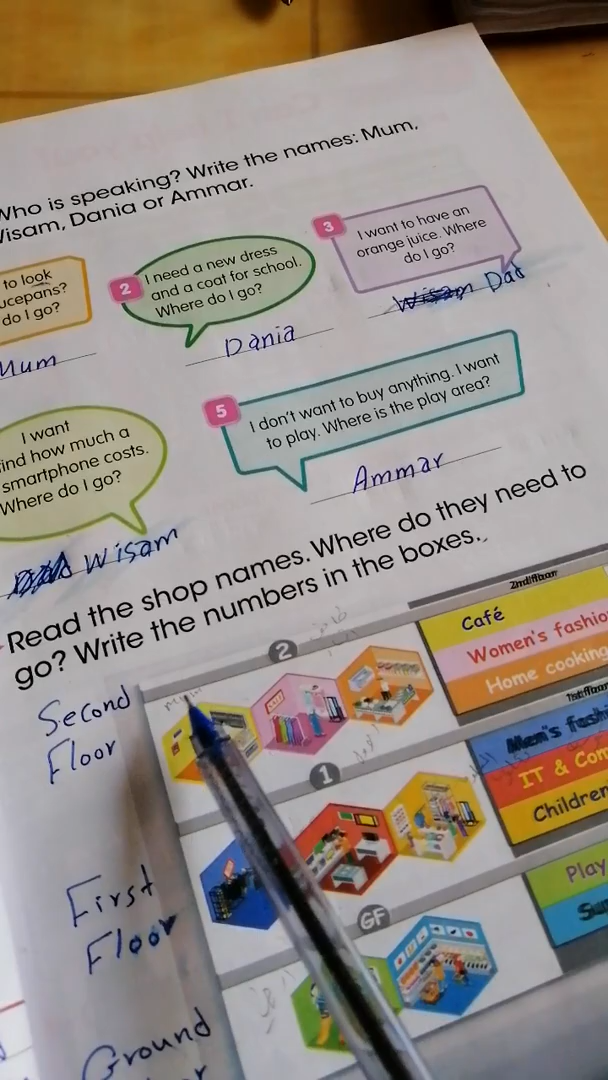 Who is speaking? Write the names: Mum,
Wisam, Dania or Ammar.
to look
ucepans?
do I go?
Mum
2
I need a new dress
and a coat for school.
Where do I go?
Dania
3
I want to have an
orange juice. Where
do I go?
Wisam Dad
I want
find how much a
smartphone costs.
Where do I go?
Wisam
5
I don't want to buy anything. I want
to play. Where is the play area?
Ammar
Read the shop names. Where do they need to
go? Write the numbers in the boxes.
Second
Floor
2
2nd floor
Café
Women's fashio
Home cooking
First
Floor
1
1st floor
Men's fash
IT & Com
Children
Ground
GF
Play